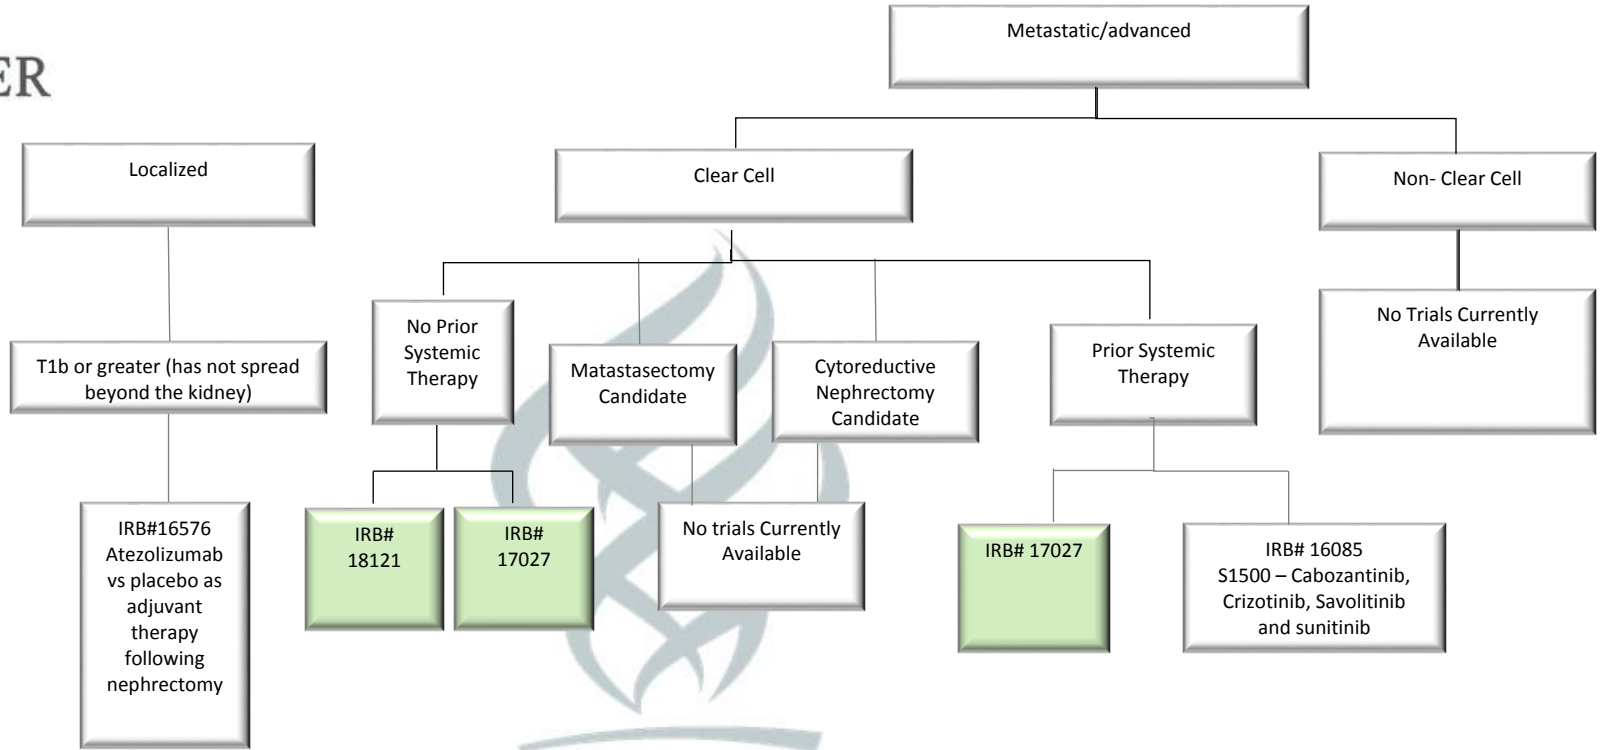 ER
Metastatic/advanced
Localized
Clear Cell
Non- Clear Cell
T1b or greater (has not spread
beyond the kidney)
No Prior
Systemic
Therapy
Matastasectomy
Candidate
Cytoreductive
Nephrectomy
Candidate
Prior Systemic
Therapy
No Trials Currently
Available
IRB#16576
Atezolizumab
vs placebo as
adjuvant
therapy
following
nephrectomy
IRB#
18121
IRB#
17027
No trials Currently
Available
IRB# 17027
IRB# 16085
S1500 – Cabozantinib,
Crizotinib, Savolitinib
and sunitinib